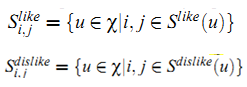 S_{i,j}^{like} = {u ∈ χ|i, j ∈ S^{like}(u)}
S_{i,j}^{dislike} = {u ∈ χ|i, j ∈ S^{dislike}(u)}